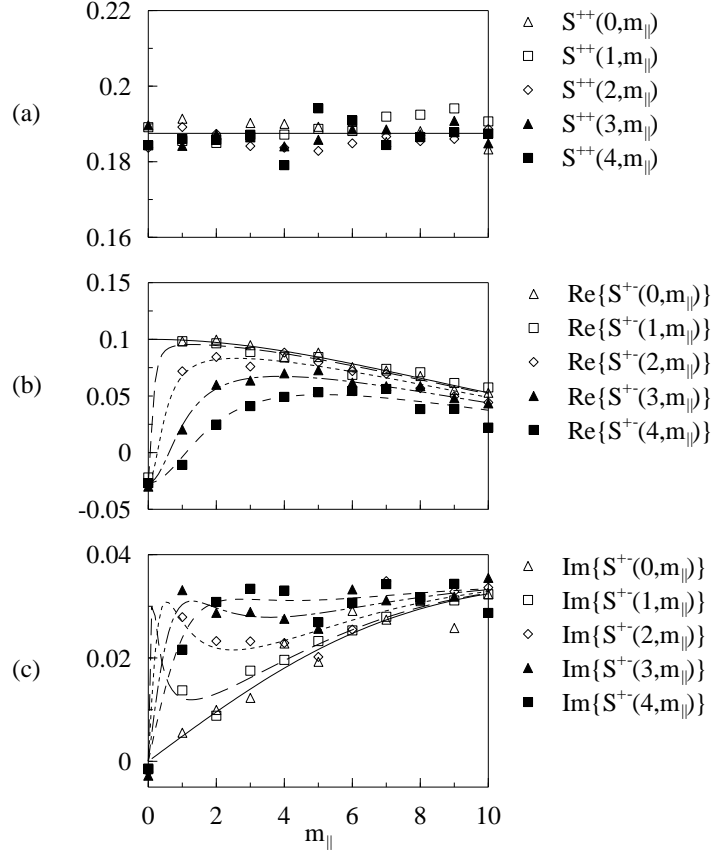 (a)
0.22
0.2
0.18
0.16
S⁺⁺(0,m∥)
S⁺⁺(1,m∥)
S⁺⁺(2,m∥)
S⁺⁺(3,m∥)
S⁺⁺(4,m∥)
(b)
0.15
0.1
0.05
0
-0.05
Re{S⁺⁻(0,m∥)}
Re{S⁺⁻(1,m∥)}
Re{S⁺⁻(2,m∥)}
Re{S⁺⁻(3,m∥)}
Re{S⁺⁻(4,m∥)}
(c)
0.04
0.02
0
Im{S⁺⁻(0,m∥)}
Im{S⁺⁻(1,m∥)}
Im{S⁺⁻(2,m∥)}
Im{S⁺⁻(3,m∥)}
Im{S⁺⁻(4,m∥)}
0 2 4 6 8 10
m∥